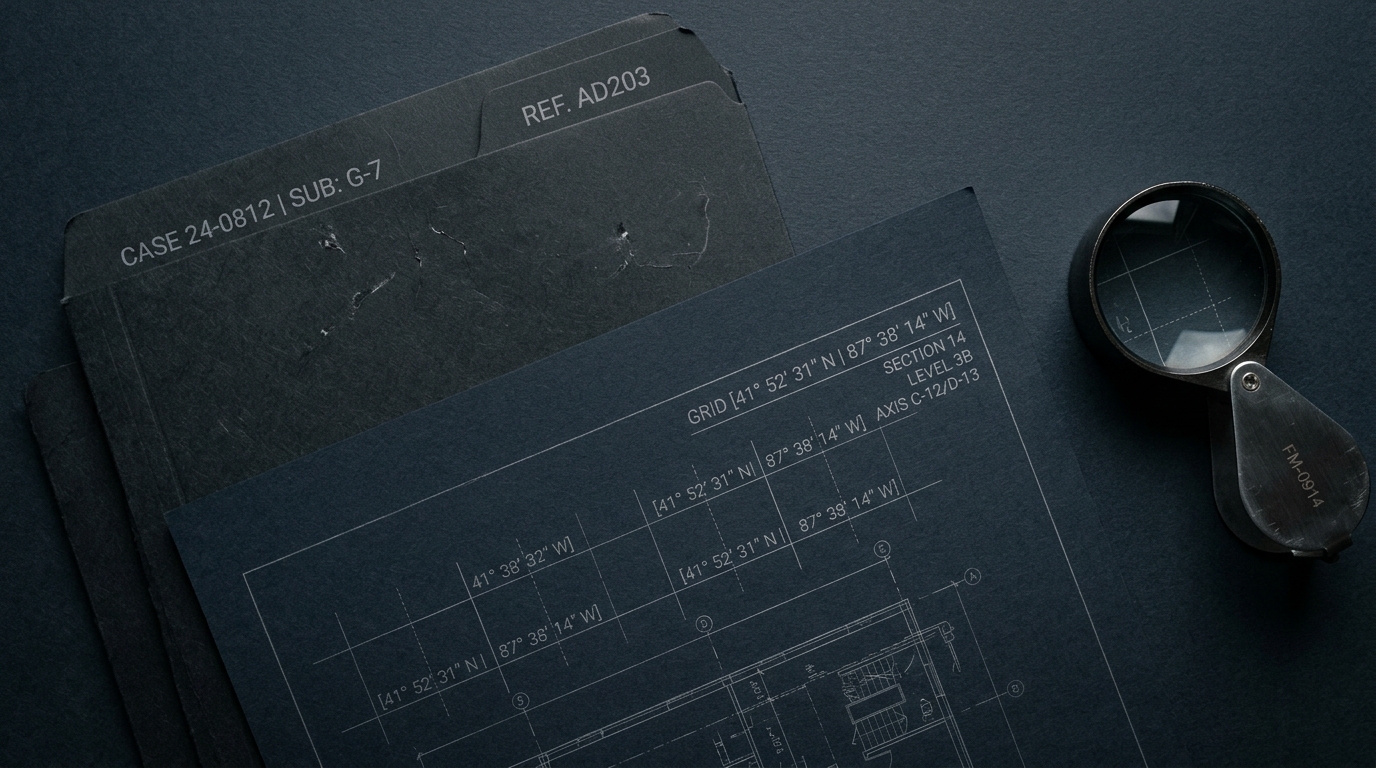 REF. AD203
CASE 24-0812 | SUB: G-7
GRID [41° 52' 31" N | 87° 38' 14" W]
SECTION 14
LEVEL 3B
AXIS C-12/D-13
[41° 52' 31" N| 87° 38' 14" W]
41° 38' 32" W]
[41° 52' 31" N | 87° 38' 14" W]
[41° 52' 31" N | 87° 38' 14" W]
D
A
S
FM-0914